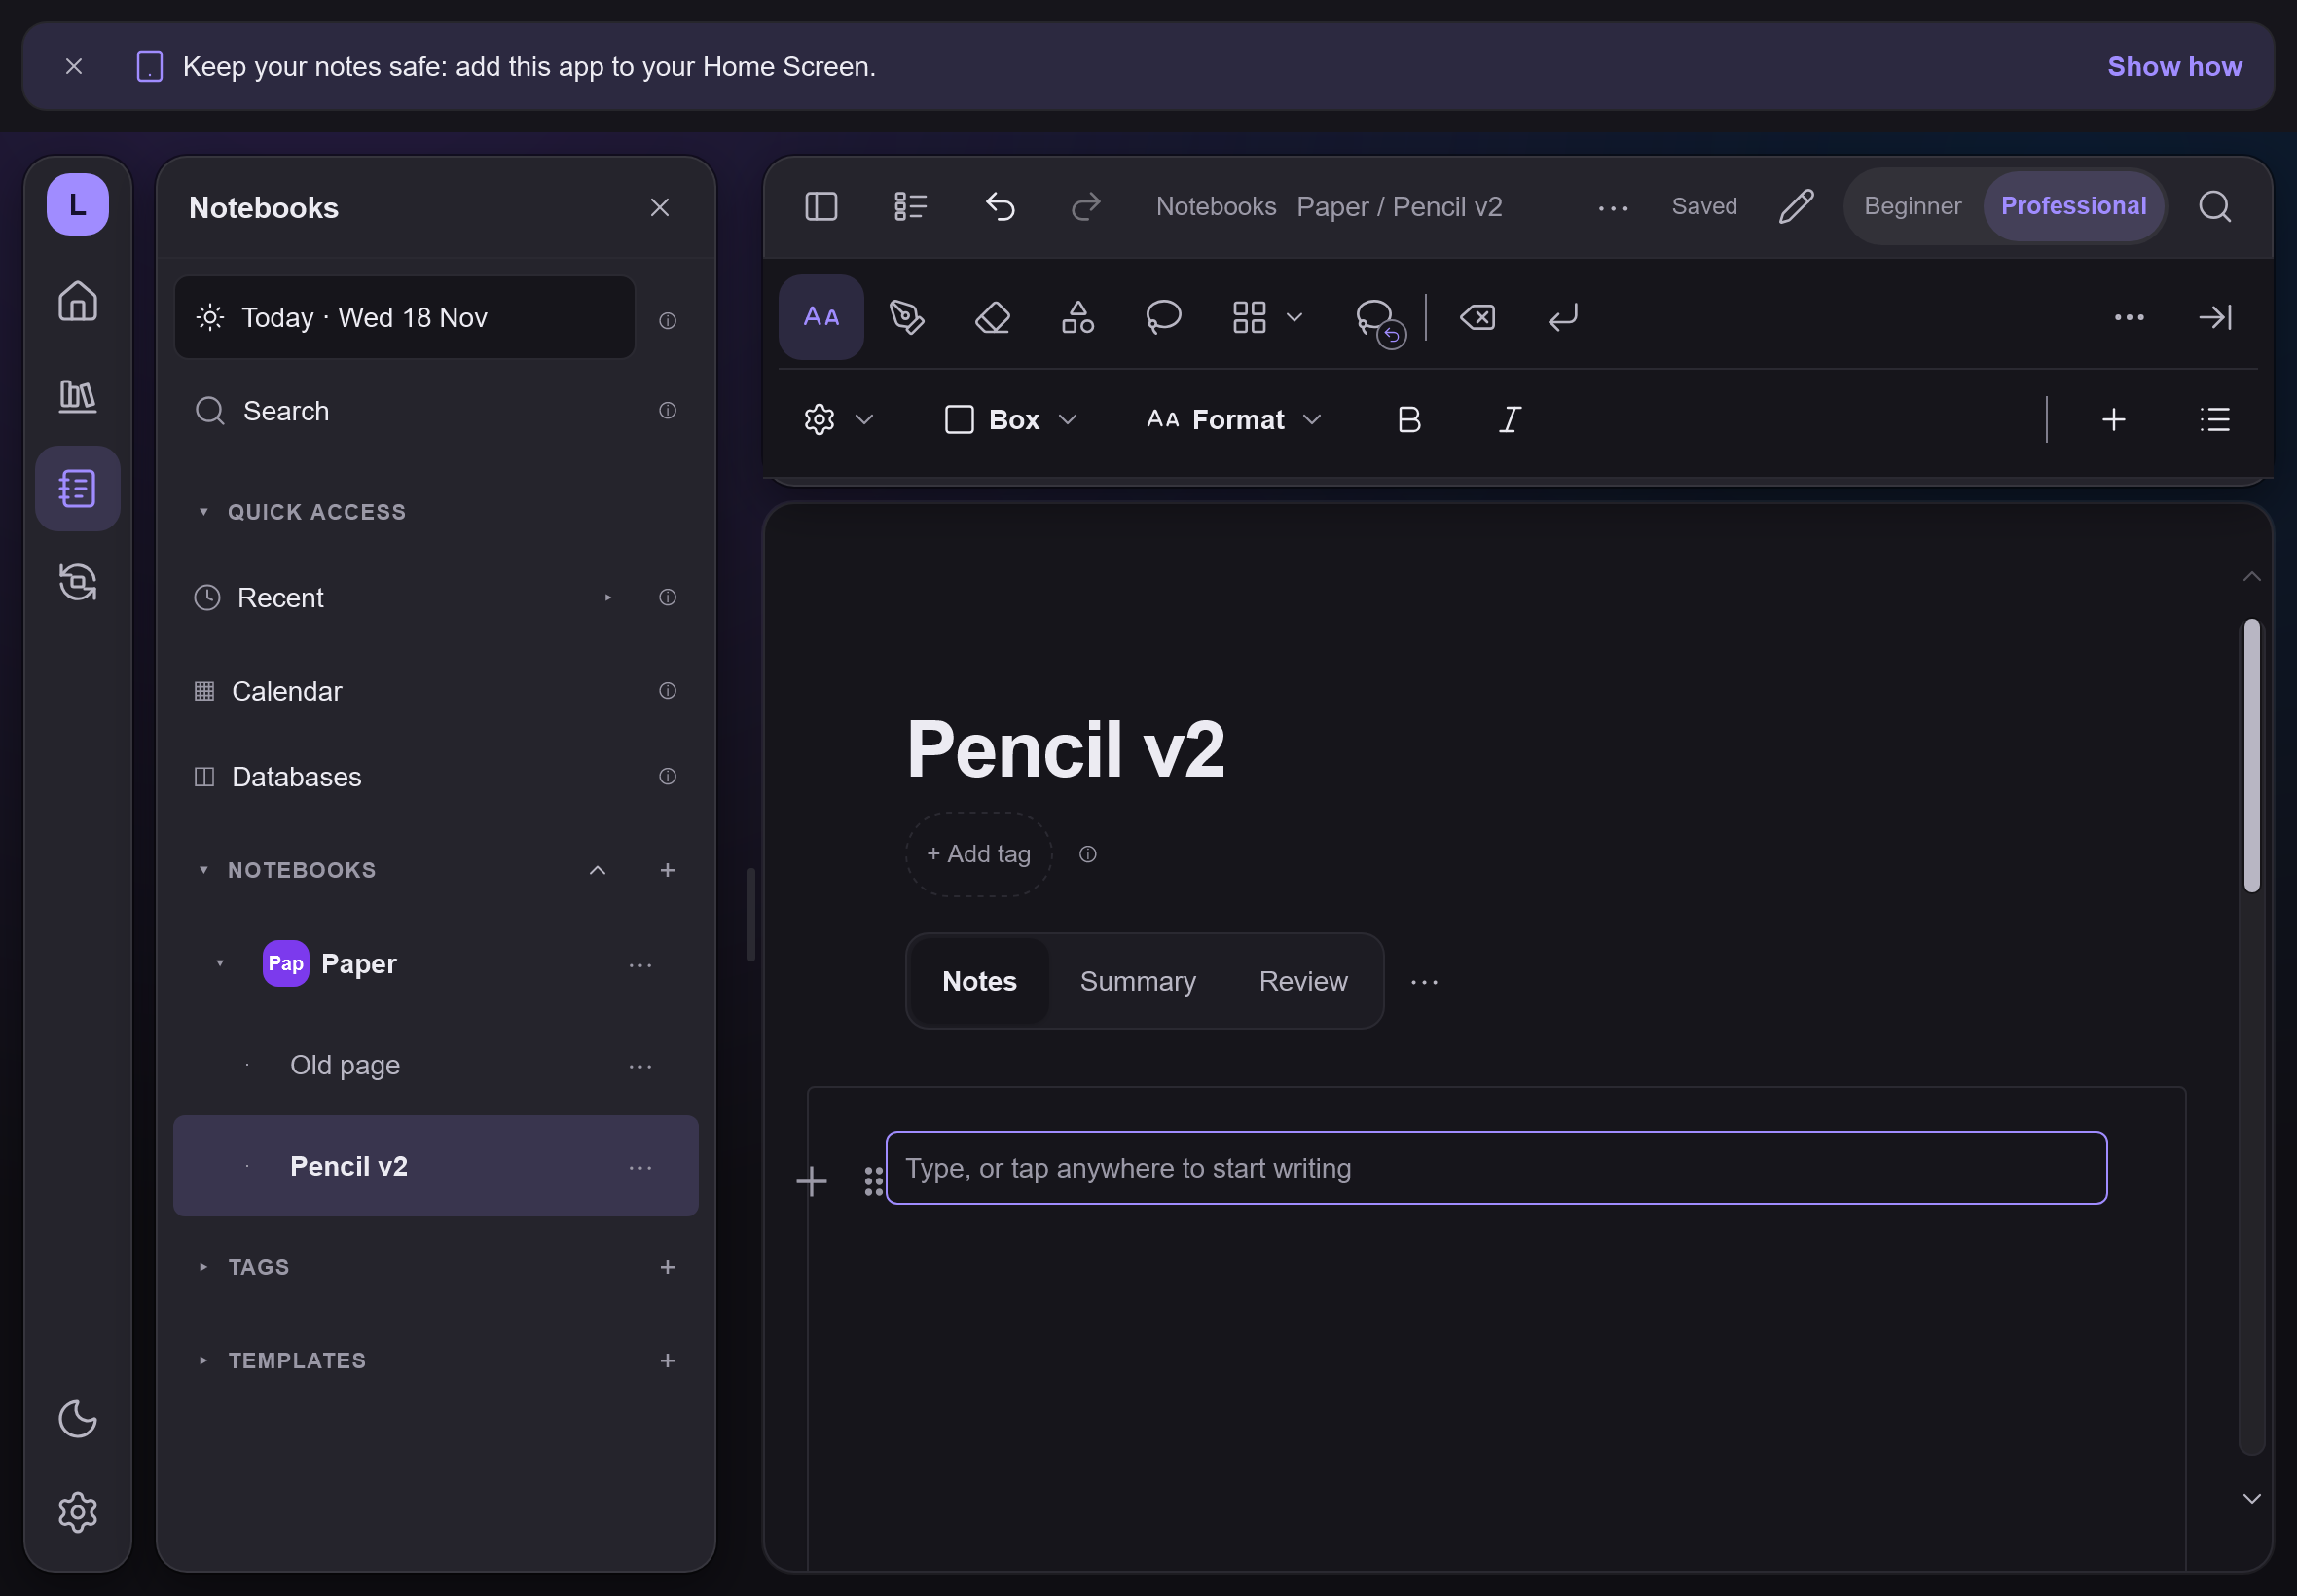 Keep your notes safe: add this app to your Home Screen.
Show how
L
Notebooks
Today · Wed 18 Nov
Search
QUICK ACCESS
Recent
Calendar
Databases
NOTEBOOKS
Pap Paper
Old page
Pencil v2
TAGS
TEMPLATES
Notebooks Paper / Pencil v2
Saved
Beginner
Professional
Box
Format
Pencil v2
+ Add tag
Notes
Summary
Review
Type, or tap anywhere to start writing